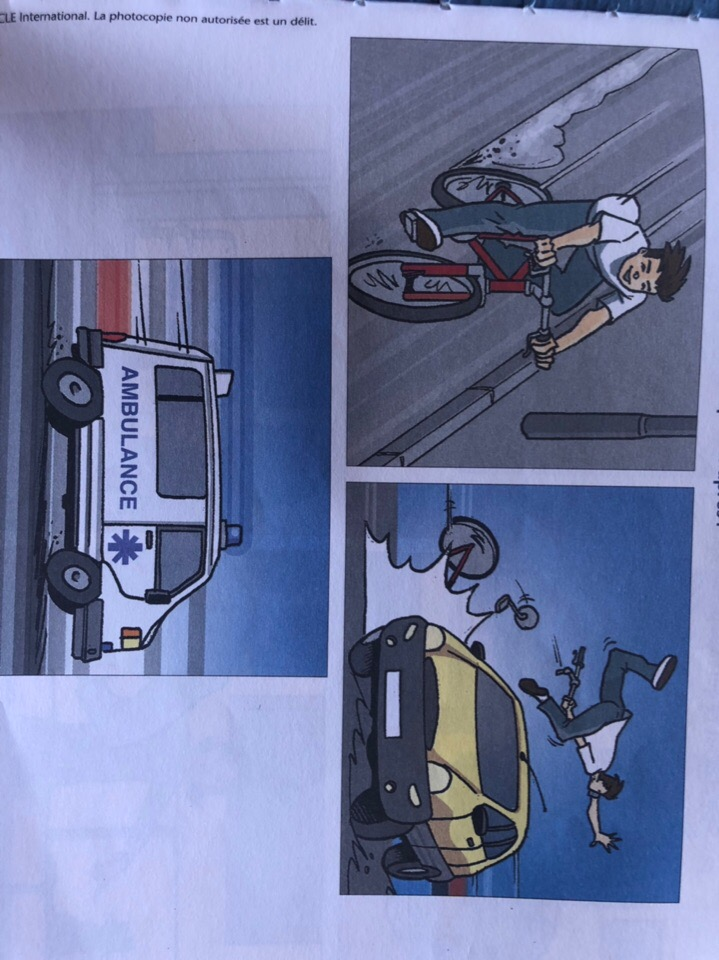 CLE International. La photocopie non autorisée est un délit.
AMBULANCE